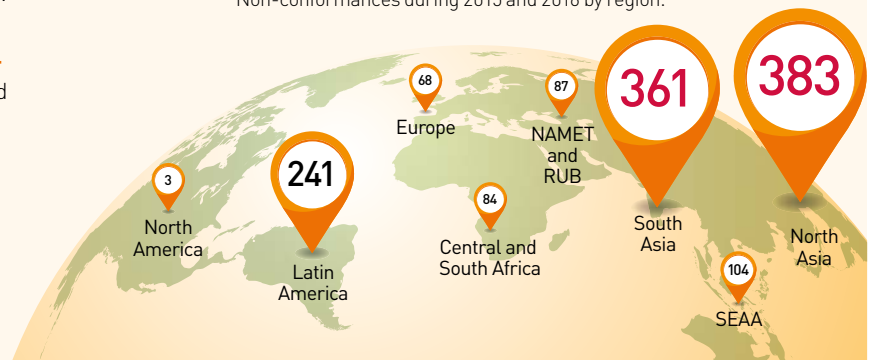 Non-conformances during 2015 and 2016 by region.
d
3
North
America
241
Latin
America
68
Europe
84
Central and
South Africa
87
NAMET
and
RUB
361
South
Asia
383
North
Asia
104
SEAA